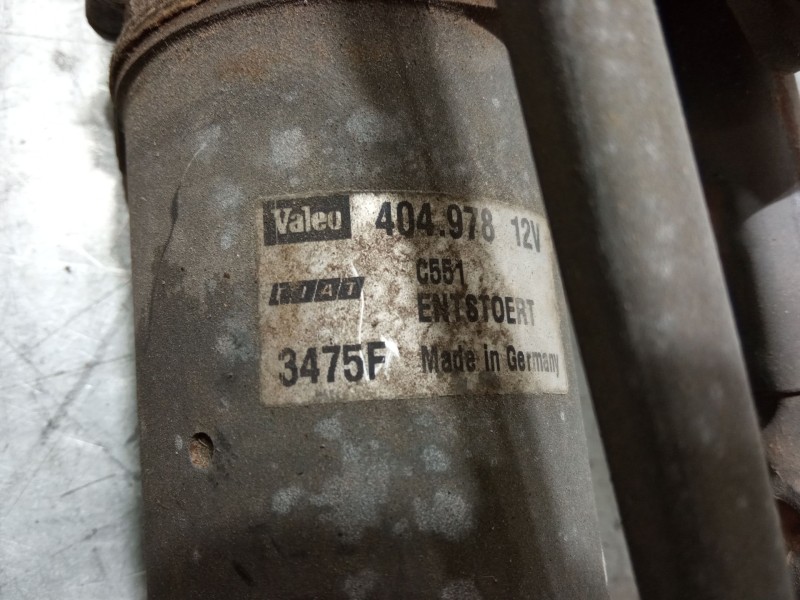 Valeo 404.978 12V
C551
FIAT
ENTSTOERT
3475F Made in Germany